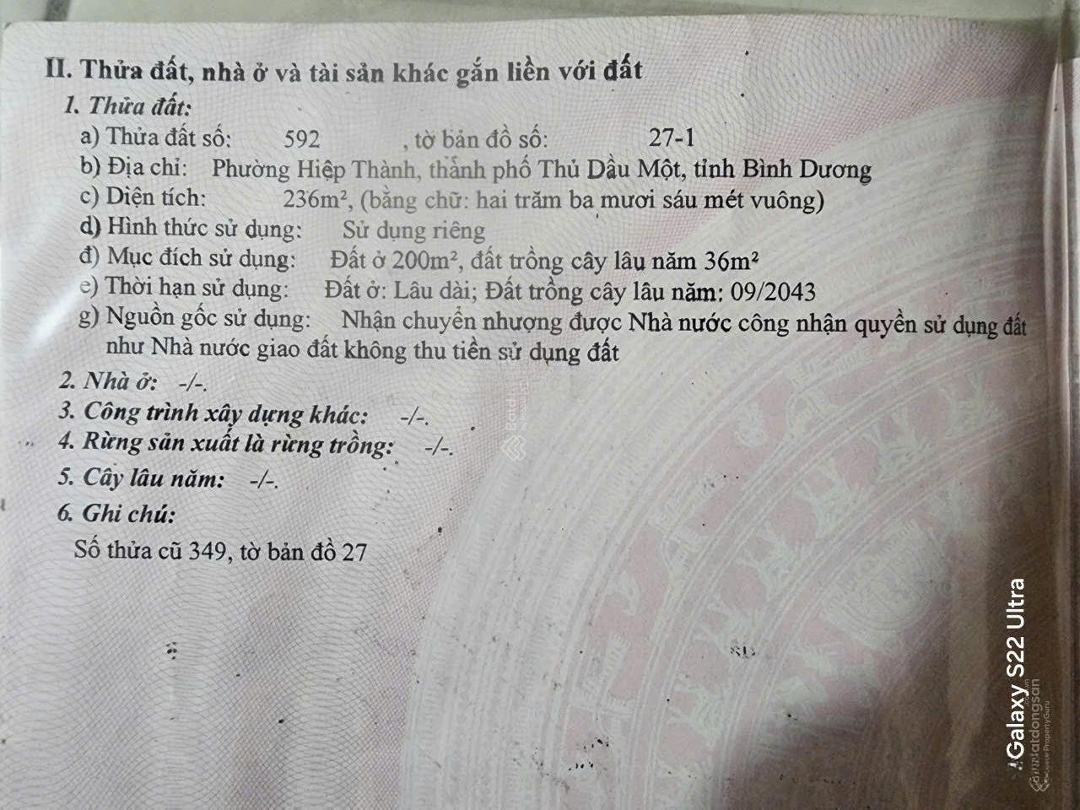 II. Thửa đất, nhà ở và tài sản khác gắn liền với đất
1. Thửa đất:
a) Thửa đất số: 592 , tờ bản đồ số: 27-1
b) Địa chỉ: Phường Hiệp Thành, thành phố Thủ Dầu Một, tỉnh Bình Dương
c) Diện tích: 236m², (bằng chữ: hai trăm ba mươi sáu mét vuông)
d) Hình thức sử dụng: Sử dụng riêng
đ) Mục đích sử dụng: Đất ở 200m², đất trồng cây lâu năm 36m²
e) Thời hạn sử dụng: Đất ở: Lâu dài; Đất trồng cây lâu năm: 09/2043
g) Nguồn gốc sử dụng: Nhận chuyển nhượng được Nhà nước công nhận quyền sử dụng đất
như Nhà nước giao đất không thu tiền sử dụng đất
2. Nhà ở: -/-.
3. Công trình xây dựng khác: -/-.
4. Rừng sản xuất là rừng trồng: -/-.
5. Cây lâu năm: -/-.
6. Ghi chú:
Số thửa cũ 349, tờ bản đồ 27
Galaxy S22 Ultra
Batdongsan
by PropertyGuru